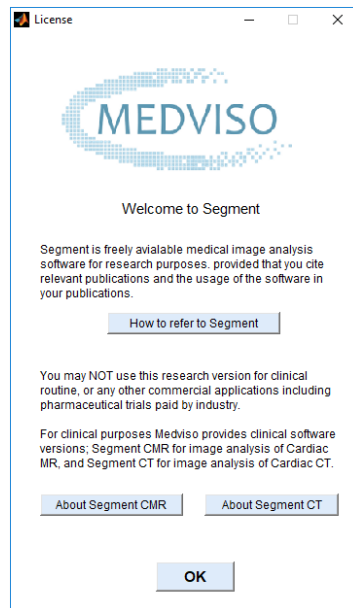 License
MEDVISO
Welcome to Segment
Segment is freely avialable medical image analysis
software for research purposes. provided that you cite
relevant publications and the usage of the software in
your publications.
How to refer to Segment
You may NOT use this research version for clinical
routine, or any other commercial applications including
pharmaceutical trials paid by industry.
For clinical purposes Medviso provides clinical software
versions; Segment CMR for image analysis of Cardiac
MR, and Segment CT for image analysis of Cardiac CT.
About Segment CMR
About Segment CT
OK